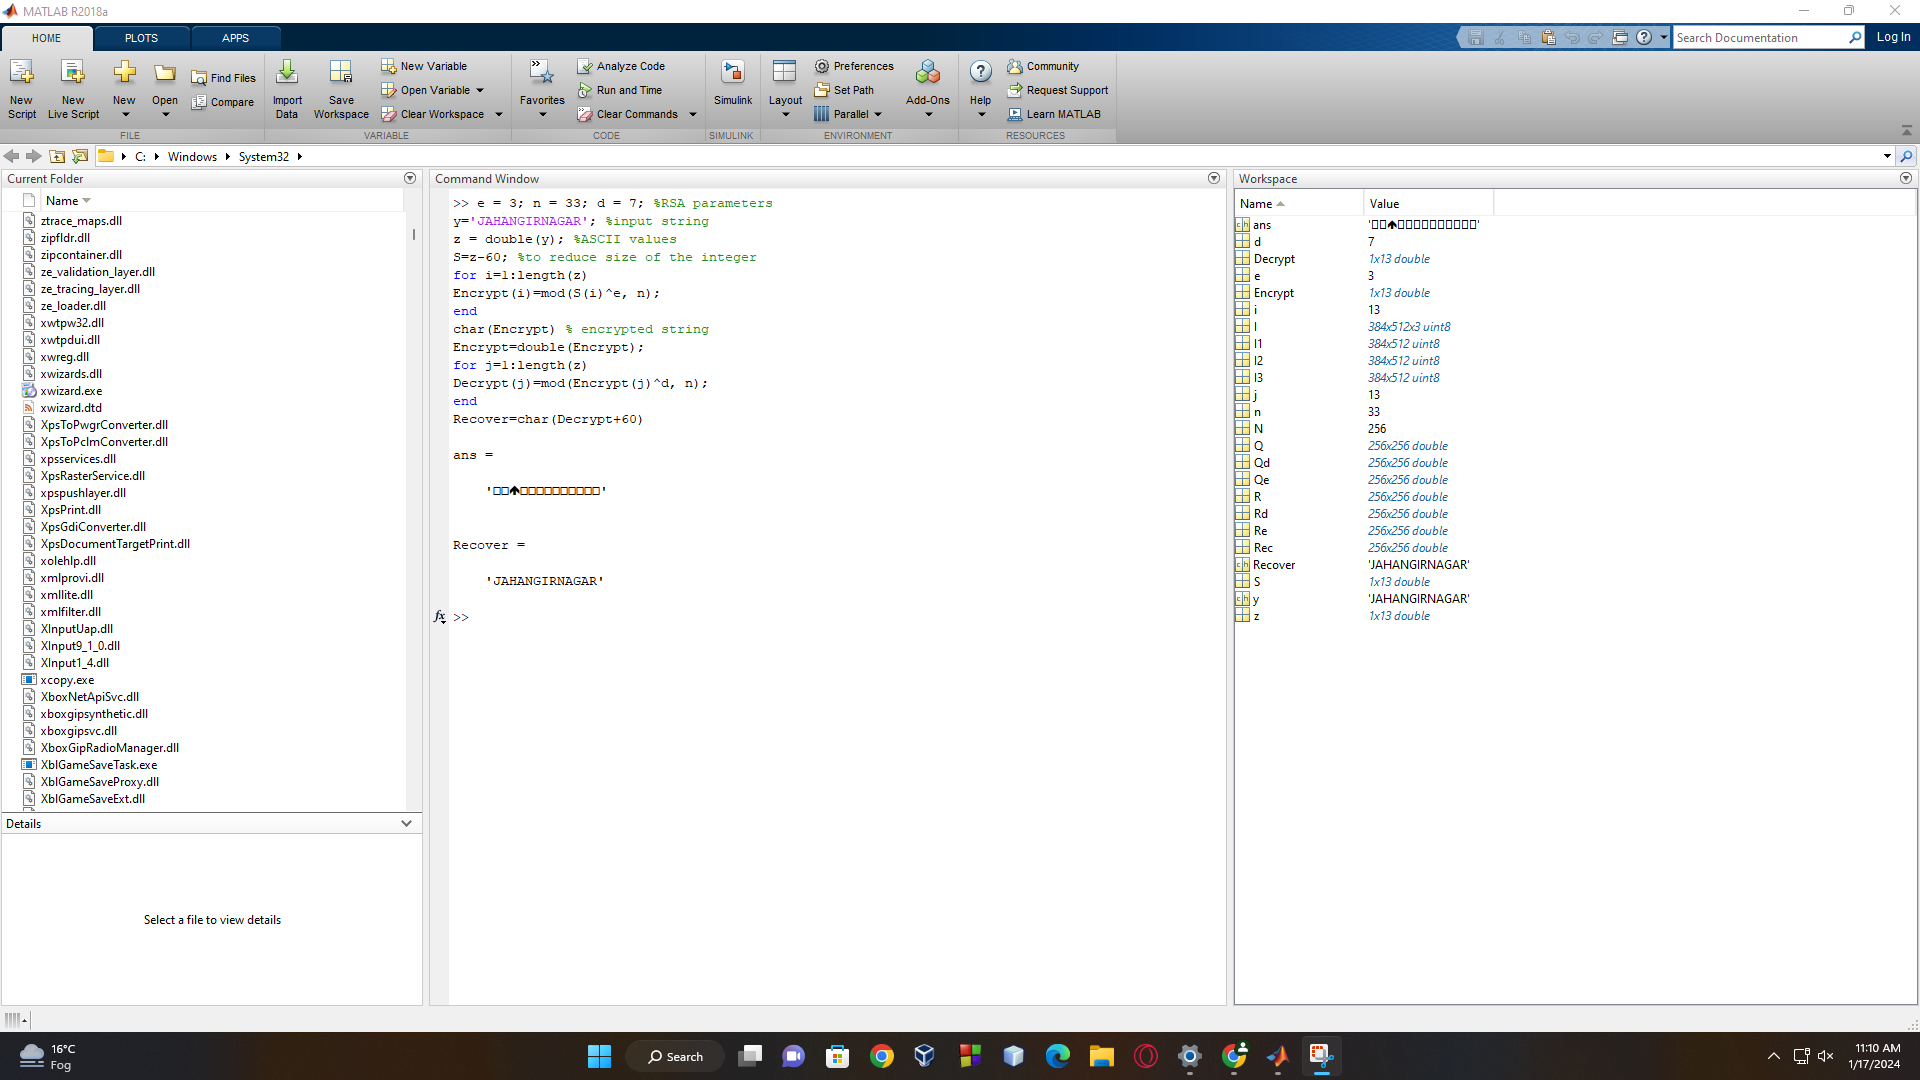 MATLAB R2018a
HOME PLOTS APPS
Search Documentation Log In
New Script
New Live Script
New
Open
Find Files
Compare
FILE
Import Data
Save Workspace
New Variable
Open Variable
Clear Workspace
VARIABLE
Favorites
Analyze Code
Run and Time
Clear Commands
CODE
Simulink
SIMULINK
Layout
Preferences
Set Path
Parallel
Add-Ons
ENVIRONMENT
Help
Community
Request Support
Learn MATLAB
RESOURCES
C: Windows System32
Current Folder
Name
ztrace_maps.dll
zipfldr.dll
zipcontainer.dll
ze_validation_layer.dll
ze_tracing_layer.dll
ze_loader.dll
xwtpw32.dll
xwtpdui.dll
xwreg.dll
xwizards.dll
xwizard.exe
xwizard.dtd
XpsToPwgrConverter.dll
XpsToPclmConverter.dll
xpsservices.dll
XpsRasterService.dll
xpspushlayer.dll
XpsPrint.dll
XpsGdiConverter.dll
XpsDocumentTargetPrint.dll
xolehlp.dll
xmlprovi.dll
xmllite.dll
xmlfilter.dll
XInputUap.dll
XInput9_1_0.dll
XInput1_4.dll
xcopy.exe
XboxNetApiSvc.dll
xboxgipsynthetic.dll
xboxgipsvc.dll
XboxGipRadioManager.dll
XblGameSaveTask.exe
XblGameSaveProxy.dll
XblGameSaveExt.dll
Details
Select a file to view details
Command Window
>> e = 3; n = 33; d = 7; %RSA parameters
y='JAHANGIRNAGAR'; %input string
z = double(y); %ASCII values
S=z-60; %to reduce size of the integer
for i=1:length(z)
Encrypt(i)=mod(S(i)^e, n);
end
char(Encrypt) % encrypted string
Encrypt=double(Encrypt);
for j=1:length(z)
Decrypt(j)=mod(Encrypt(j)^d, n);
end
Recover=char(Decrypt+60)
ans =
'□□🡩□□□□□□□□□□'
Recover =
'JAHANGIRNAGAR'
fx >>
Workspace
Name Value
ans '□□🡩□□□□□□□□□□'
d 7
Decrypt 1x13 double
e 3
Encrypt 1x13 double
i 13
I 384x512x3 uint8
I1 384x512 uint8
I2 384x512 uint8
I3 384x512 uint8
j 13
n 33
N 256
Q 256x256 double
Qd 256x256 double
Qe 256x256 double
R 256x256 double
Rd 256x256 double
Re 256x256 double
Rec 256x256 double
Recover 'JAHANGIRNAGAR'
S 1x13 double
y 'JAHANGIRNAGAR'
z 1x13 double
16°C
Fog
Search
11:10 AM
1/17/2024